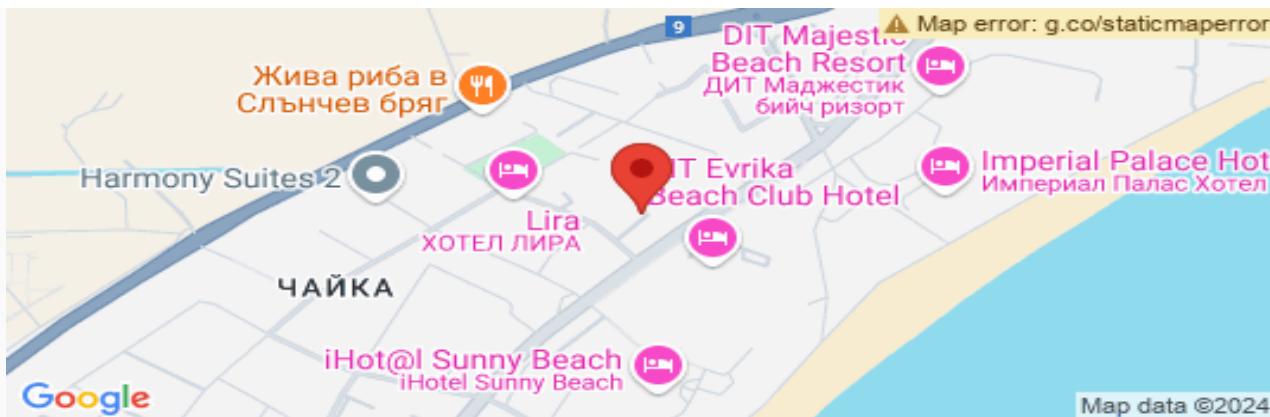 9
Map error: g.co/staticmaperror
DIT Majestic
Beach Resort
ДИТ Маджестик
бийч ризорт
Жива риба в
Слънчев бряг
Imperial Palace Hot
Империал Палас Хотел
Harmony Suites 2
IT Evrika
Beach Club Hotel
Lira
ХОТЕЛ ЛИРА
ЧАЙКА
iHot@l Sunny Beach
iHotel Sunny Beach
Google
Map data ©2024